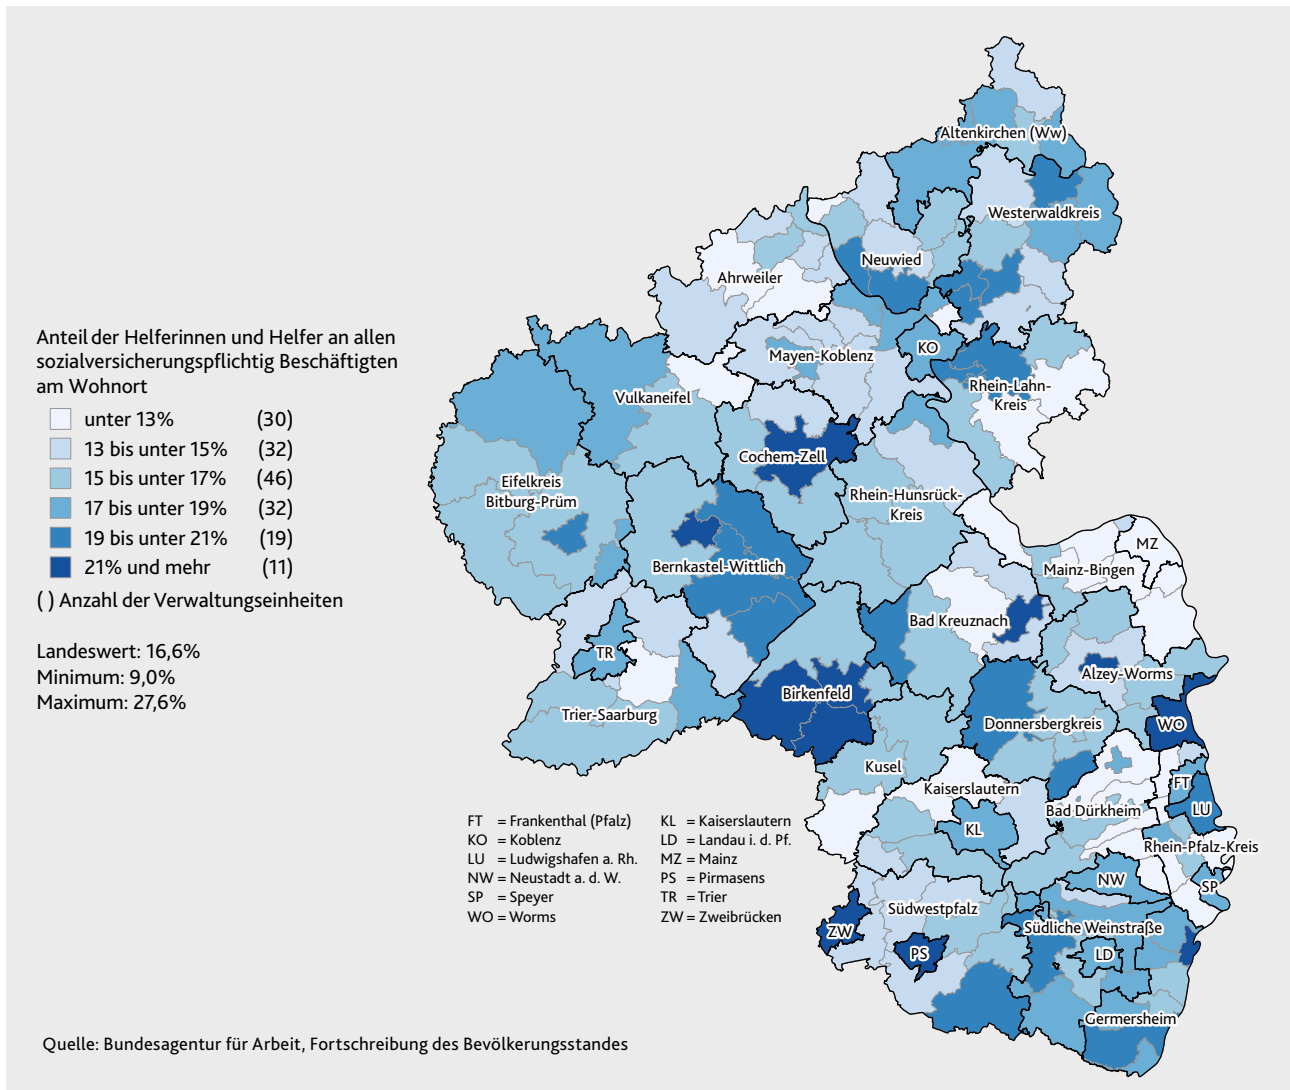 Anteil der Helferinnen und Helfer an allen
sozialversicherungspflichtig Beschäftigten
am Wohnort
unter 13% (30)
13 bis unter 15% (32)
15 bis unter 17% (46)
17 bis unter 19% (32)
19 bis unter 21% (19)
21% und mehr (11)
( ) Anzahl der Verwaltungseinheiten
Landeswert: 16,6%
Minimum: 9,0%
Maximum: 27,6%
Altenkirchen (Ww)
Westerwaldkreis
Neuwied
Ahrweiler
KO
Mayen-Koblenz
Rhein-Lahn-
Kreis
Vulkaneifel
Cochem-Zell
Eifelkreis
Bitburg-Prüm
Rhein-Hunsrück-
Kreis
MZ
Mainz-Bingen
Bernkastel-Wittlich
Bad Kreuznach
TR
Alzey-Worms
Birkenfeld
Trier-Saarburg
Donnersbergkreis
WO
Kusel
Kaiserslautern
FT
Bad Dürkheim
LU
KL
Rhein-Pfalz-Kreis
NW
SP
Südwestpfalz
Südliche Weinstraße
ZW
PS
LD
Germersheim
FT = Frankenthal (Pfalz)
KO = Koblenz
LU = Ludwigshafen a. Rh.
NW = Neustadt a. d. W.
SP = Speyer
WO = Worms
KL = Kaiserslautern
LD = Landau i. d. Pf.
MZ = Mainz
PS = Pirmasens
TR = Trier
ZW = Zweibrücken
Quelle: Bundesagentur für Arbeit, Fortschreibung des Bevölkerungsstandes